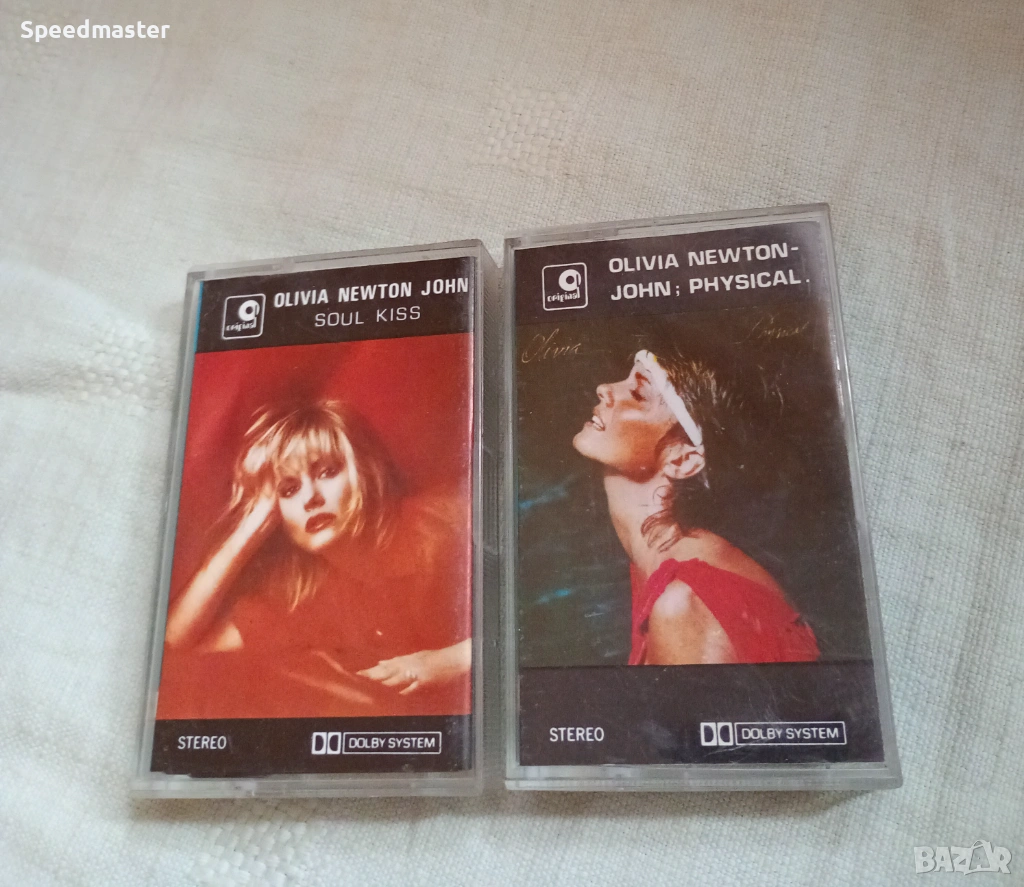 Speedmaster
original
OLIVIA NEWTON JOHN
SOUL KISS
STEREO
DOLBY SYSTEM
original
OLIVIA NEWTON-
JOHN; PHYSICAL.
Olivia
STEREO
DOLBY SYSTEM
BAZAR